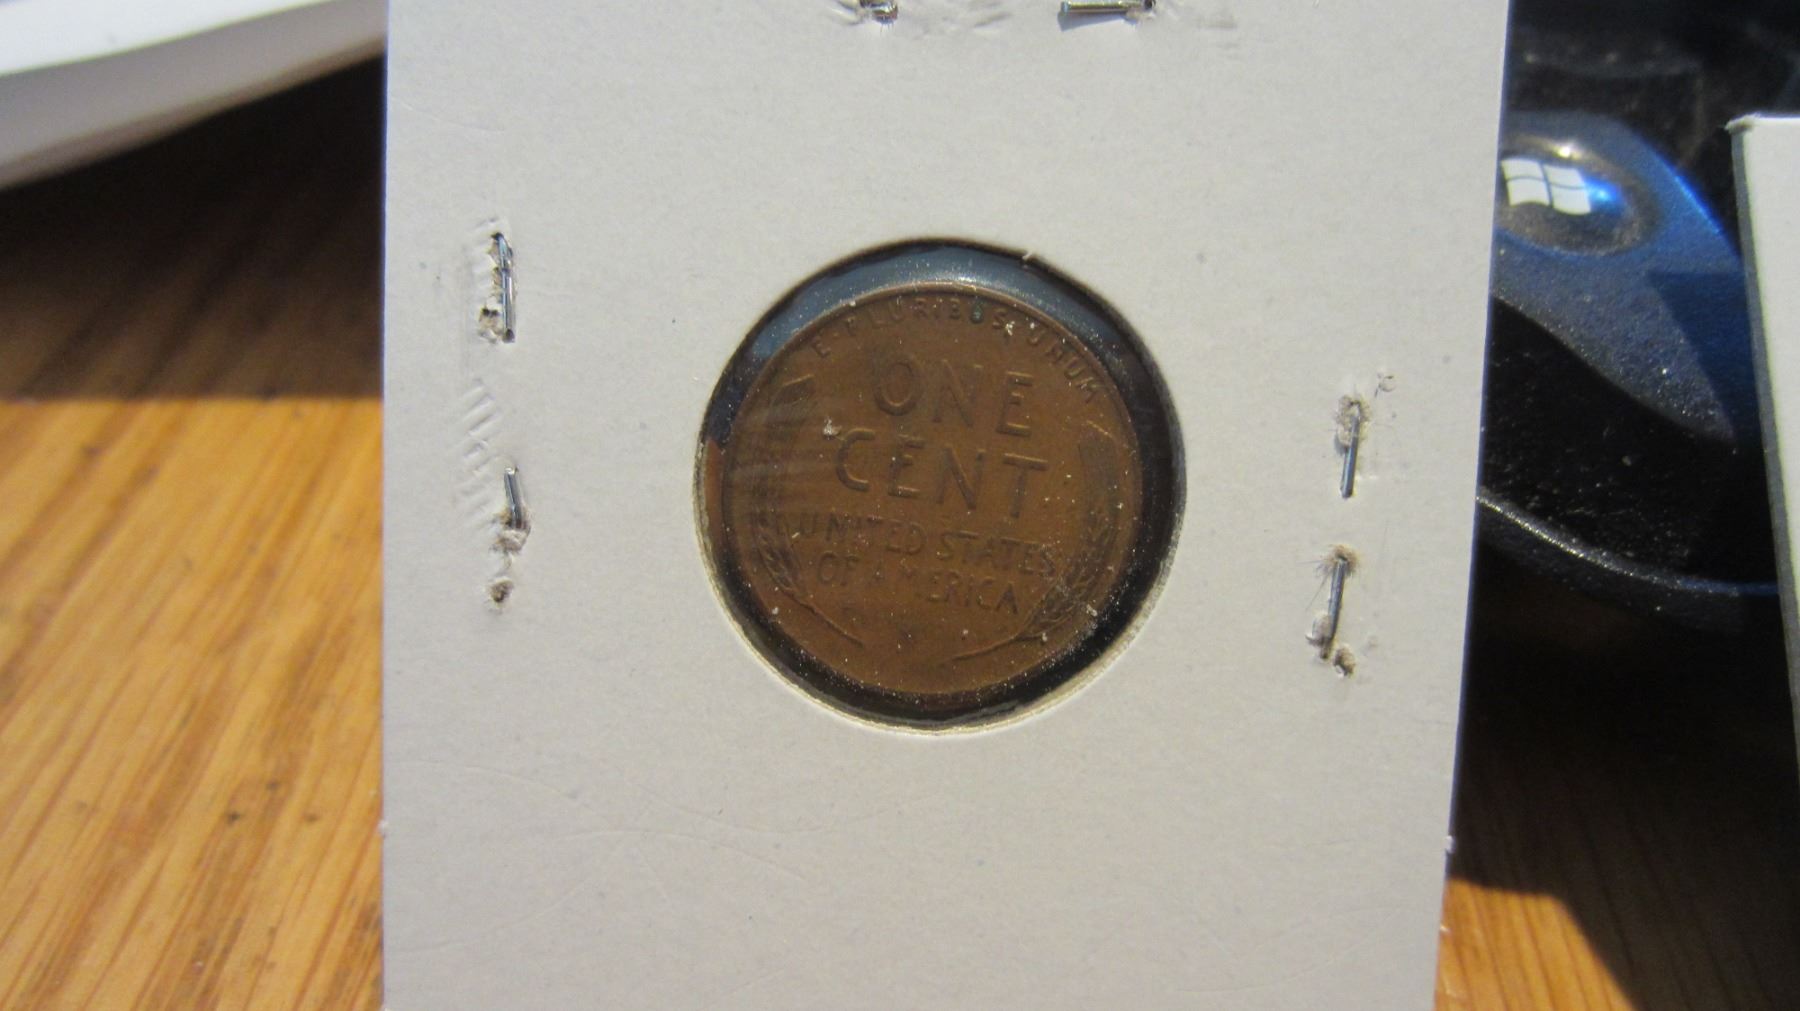 E·PLURIBUS·UNUM
ONE
CENT
UNITED STATES
OF AMERICA